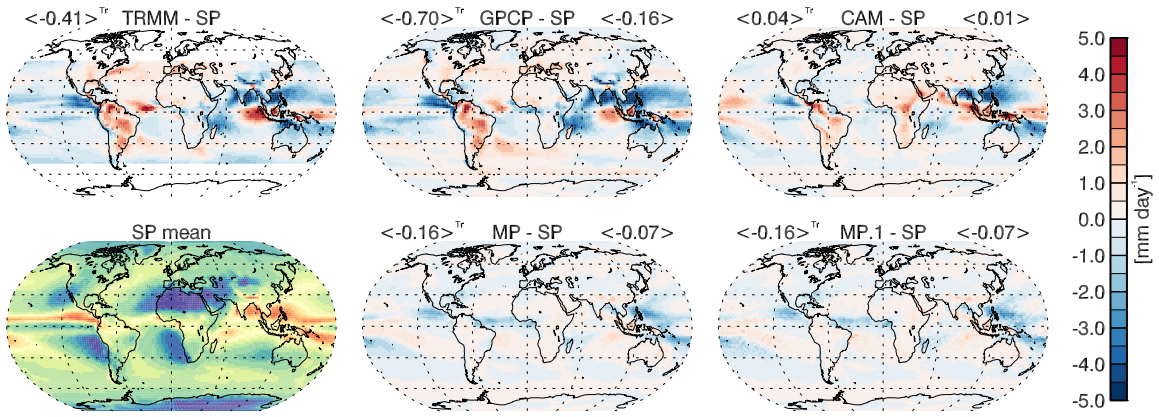 <-0.41>Tr TRMM - SP
<-0.70>Tr GPCP - SP <-0.16>
<0.04>Tr CAM - SP <0.01>
SP mean
<-0.16>Tr MP - SP <-0.07>
<-0.16>Tr MP.1 - SP <-0.07>
5.0
4.0
3.0
2.0
1.0
0.0
-1.0
-2.0
-3.0
-4.0
-5.0
[mm day-1]